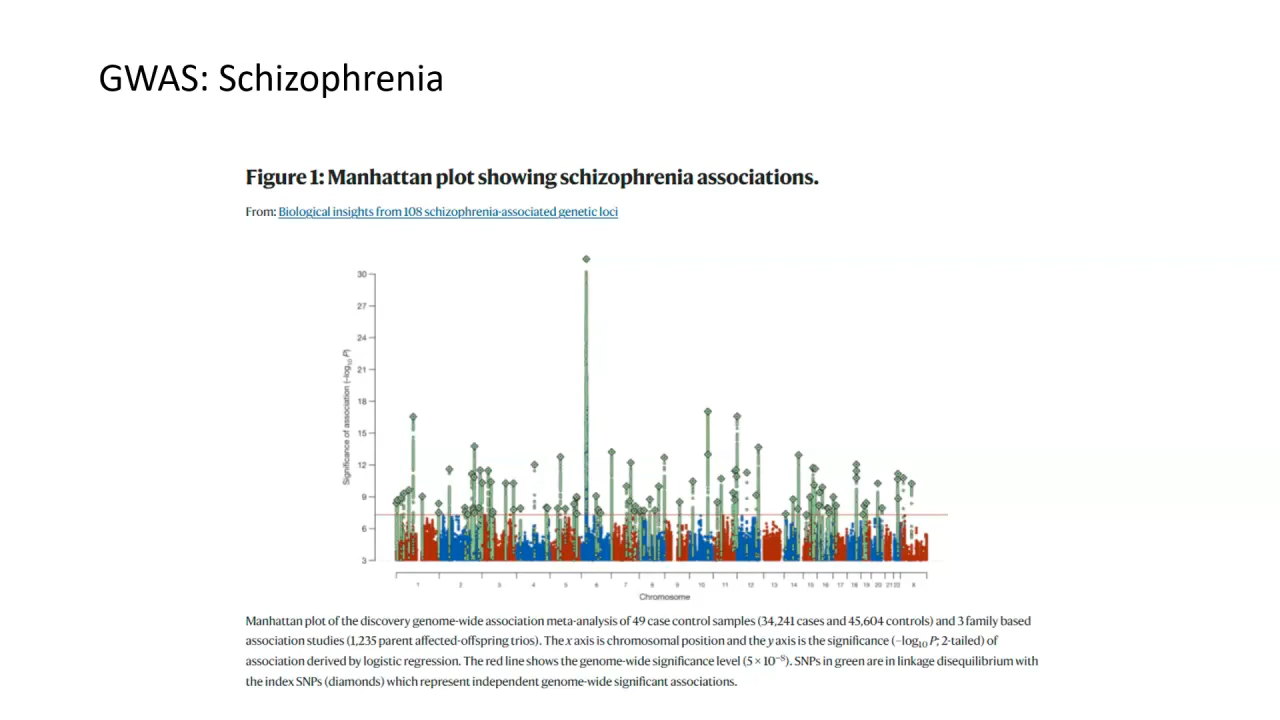 GWAS: Schizophrenia
Figure 1: Manhattan plot showing schizophrenia associations.
From: Biological insights from 108 schizophrenia-associated genetic loci
30
27
24
21
18
15
12
9
6
3
Significance of association (–log10 P)
1 2 3 4 5 6 7 8 9 10 11 12 13 14 15 16 17 18 19 20 21 22 X
Chromosome
Manhattan plot of the discovery genome-wide association meta-analysis of 49 case control samples (34,241 cases and 45,604 controls) and 3 family based
association studies (1,235 parent affected-offspring trios). The x axis is chromosomal position and the y axis is the significance (–log10 P; 2-tailed) of
association derived by logistic regression. The red line shows the genome-wide significance level (5 × 10−8). SNPs in green are in linkage disequilibrium with
the index SNPs (diamonds) which represent independent genome-wide significant associations.